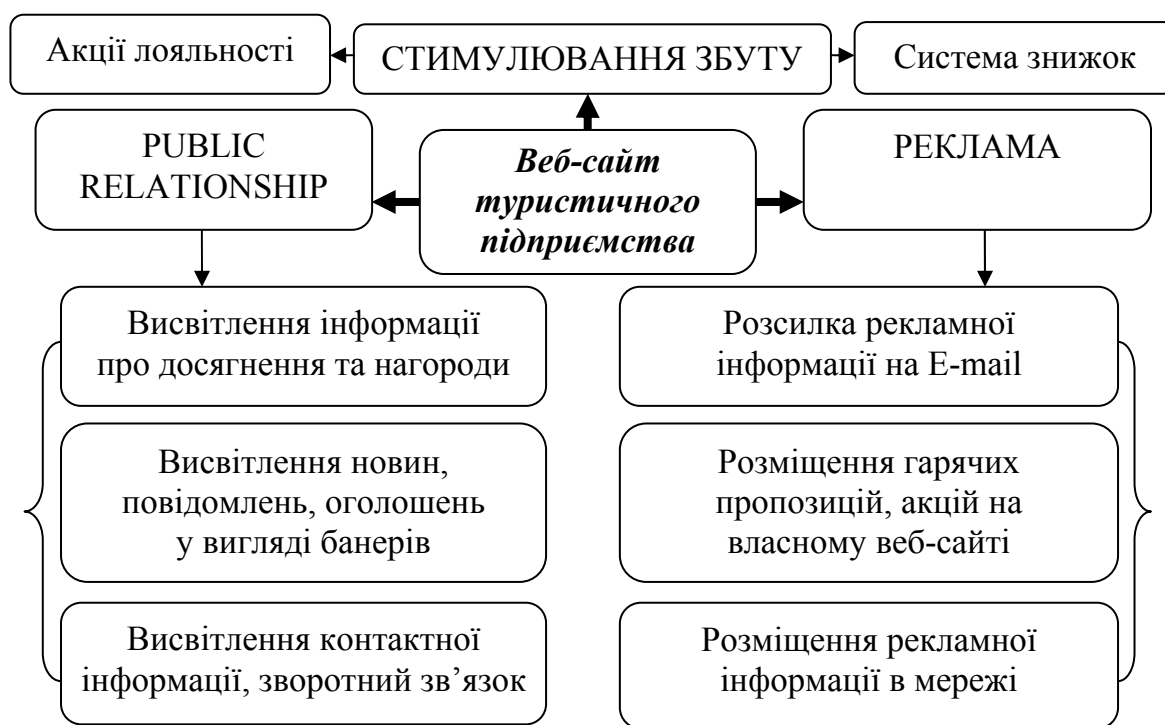 Акції лояльності
СТИМУЛЮВАННЯ ЗБУТУ
Система знижок
PUBLIC
RELATIONSHIP
Веб-сайт
туристичного
підприємства
РЕКЛАМА
Висвітлення інформації
про досягнення та нагороди
Висвітлення новин,
повідомлень, оголошень
у вигляді банерів
Висвітлення контактної
інформації, зворотний зв’язок
Розсилка рекламної
інформації на E-mail
Розміщення гарячих
пропозицій, акцій на
власному веб-сайті
Розміщення рекламної
інформації в мережі